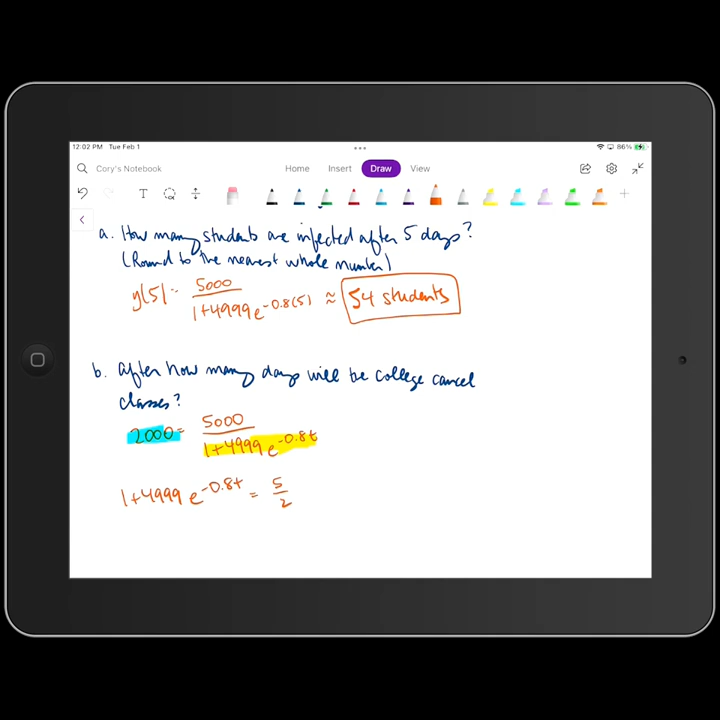 12:02 PM Tue Feb 1
86%
Cory's Notebook
Home Insert Draw View
a. How many students are infected after 5 days?
(Round to the nearest whole number)
y(5) = 5000 / 1+4999e^-0.8(5) ≈ 54 students
b. After how many days will be college cancel
classes?
2000 = 5000 / 1+4999e^-0.8t
1+4999e^-0.8t = 5/2